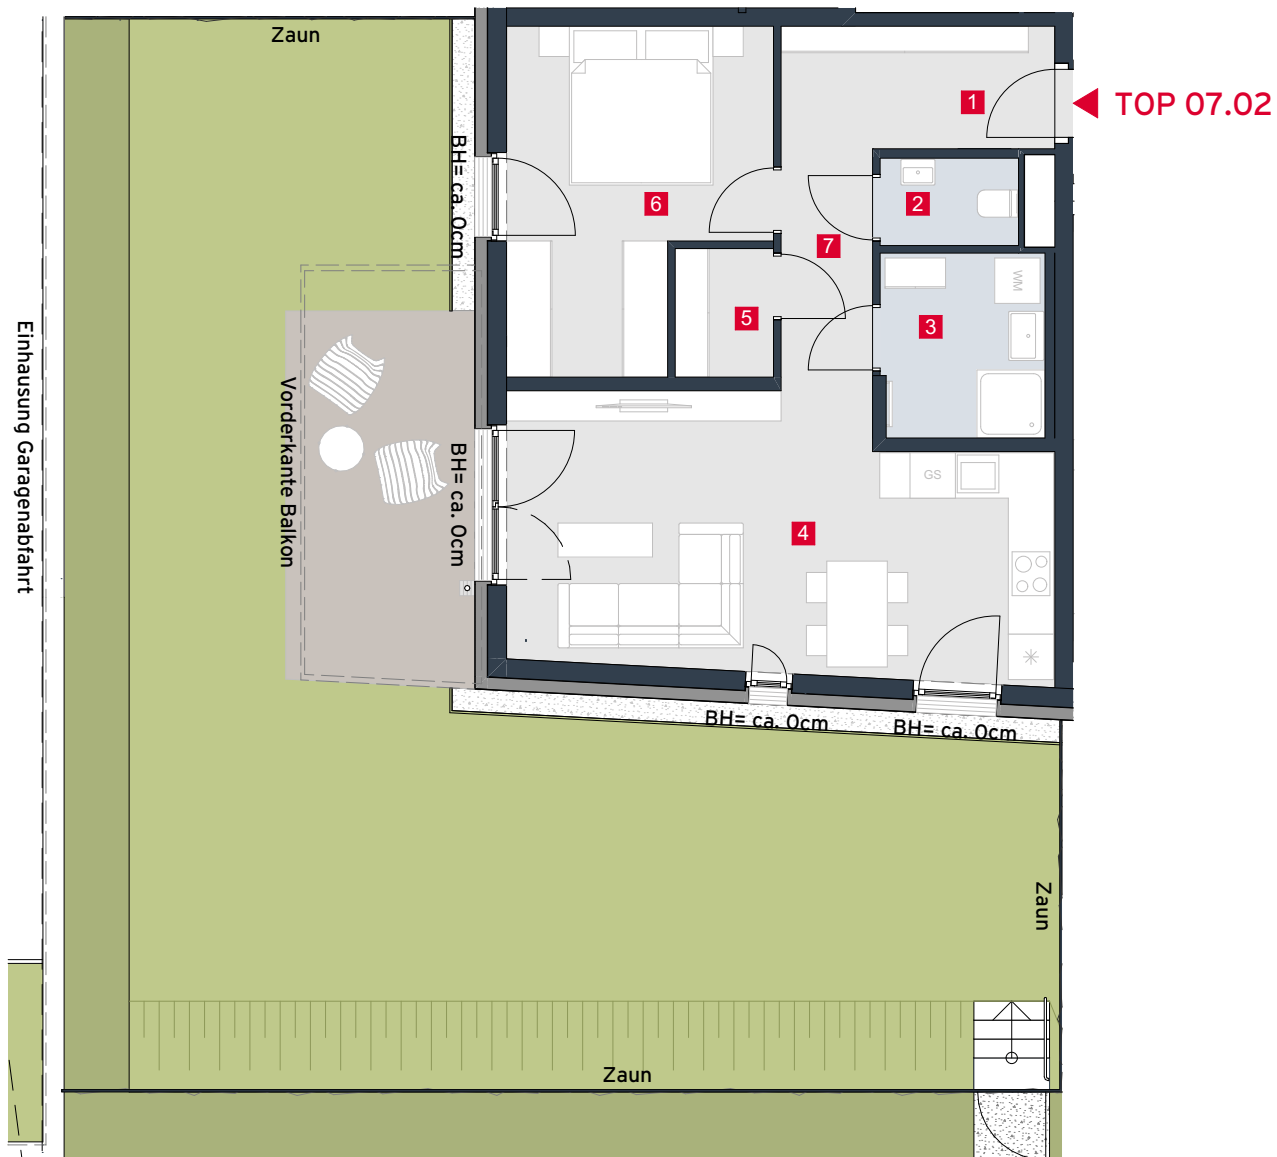 Zaun
1
TOP 07.02
BH= ca. 0cm
6
2
7
WM
5
3
Einhausung Garagenabfahrt
Vorderkante Balkon
BH= ca. 0cm
GS
4
BH= ca. 0cm
BH= ca. 0cm
Zaun
Zaun